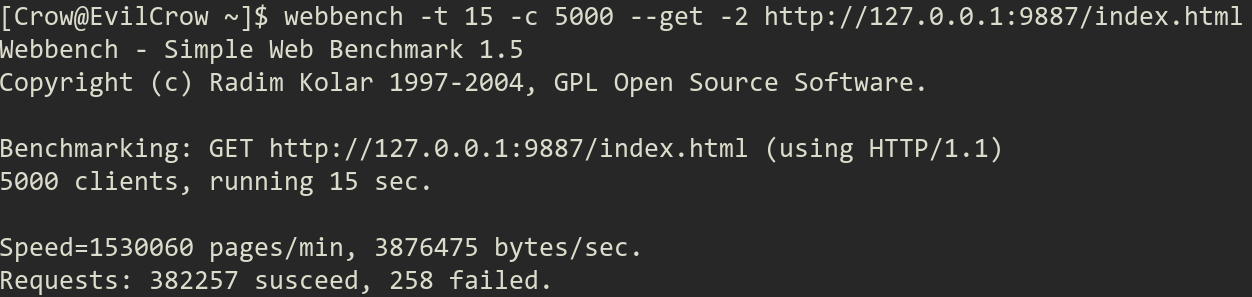 [Crow@EvilCrow ~]$ webbench -t 15 -c 5000 --get -2 http://127.0.0.1:9887/index.html
Webbench - Simple Web Benchmark 1.5
Copyright (c) Radim Kolar 1997-2004, GPL Open Source Software.
Benchmarking: GET http://127.0.0.1:9887/index.html (using HTTP/1.1)
5000 clients, running 15 sec.
Speed=1530060 pages/min, 3876475 bytes/sec.
Requests: 382257 susceed, 258 failed.